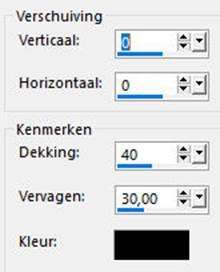 Verschuiving
Verticaal: 0
Horizontaal: 0
Kenmerken
Dekking: 40
Vervagen: 30,00
Kleur: